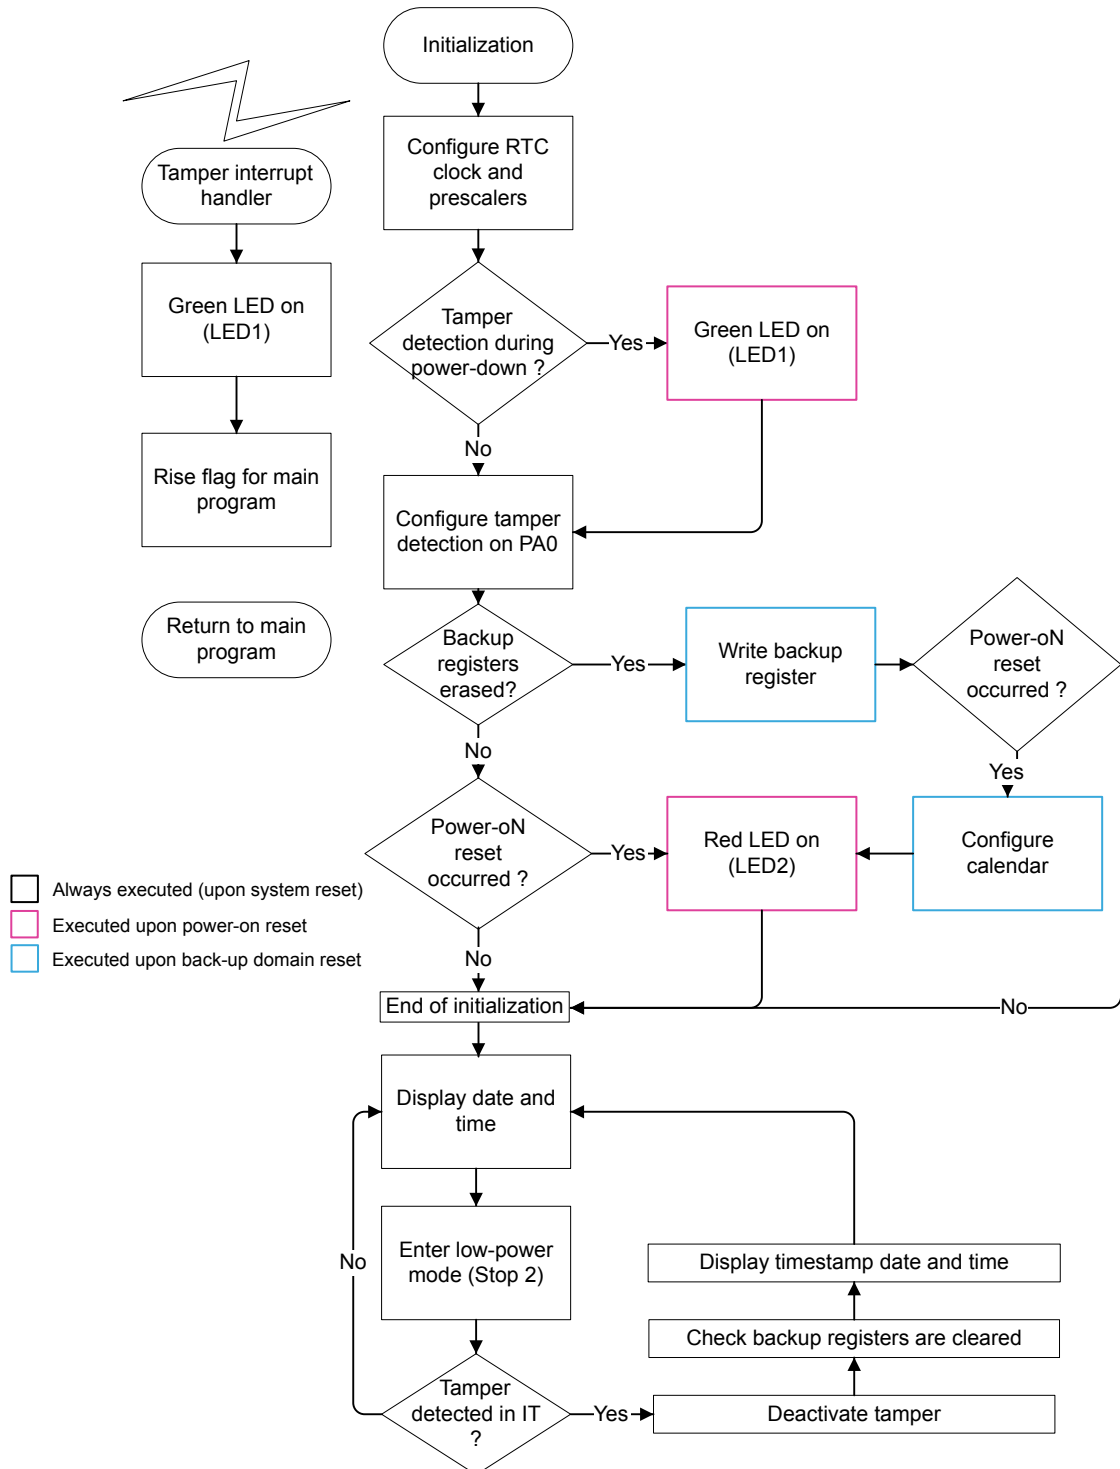 Initialization
Configure RTC
clock and
prescalers
Tamper interrupt
handler
Green LED on
(LED1)
Rise flag for main
program
Return to main
program
Tamper
detection during
power-down ?
Yes
Green LED on
(LED1)
No
Configure tamper
detection on PA0
Backup
registers
erased?
Yes
Write backup
register
Power-oN
reset
occurred ?
No
Yes
Power-oN
reset
occurred ?
Yes
Red LED on
(LED2)
Configure
calendar
Always executed (upon system reset)
Executed upon power-on reset
Executed upon back-up domain reset
No
End of initialization
No
Display date and
time
No
Enter low-power
mode (Stop 2)
Display timestamp date and time
Check backup registers are cleared
Tamper
detected in IT
?
Yes
Deactivate tamper